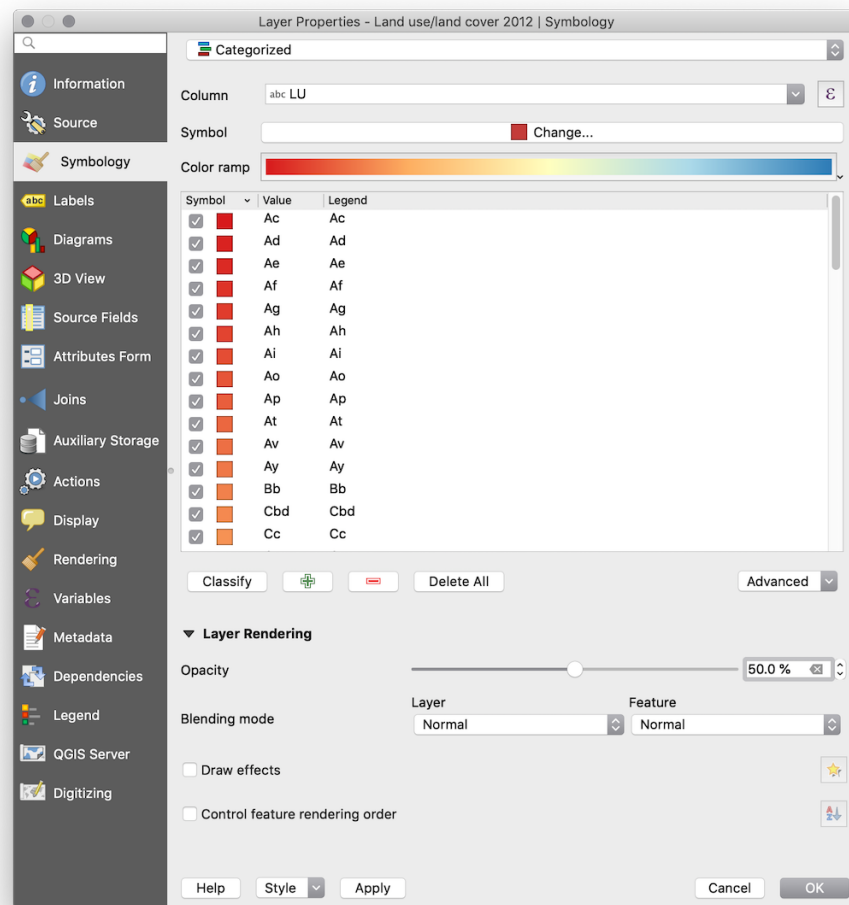 Layer Properties - Land use/land cover 2012 | Symbology
Information
Source
Symbology
abc Labels
Diagrams
3D View
Source Fields
Attributes Form
Joins
Auxiliary Storage
Actions
Display
Rendering
Variables
Metadata
Dependencies
Legend
QGIS Server
Digitizing
Categorized
Column abc LU ε
Symbol Change...
Color ramp
Symbol Value Legend
Ac Ac
Ad Ad
Ae Ae
Af Af
Ag Ag
Ah Ah
Ai Ai
Ao Ao
Ap Ap
At At
Av Av
Ay Ay
Bb Bb
Cbd Cbd
Cc Cc
Classify Delete All Advanced
Layer Rendering
Opacity 50.0 %
Layer Feature
Blending mode Normal Normal
Draw effects
Control feature rendering order
Help Style Apply Cancel OK